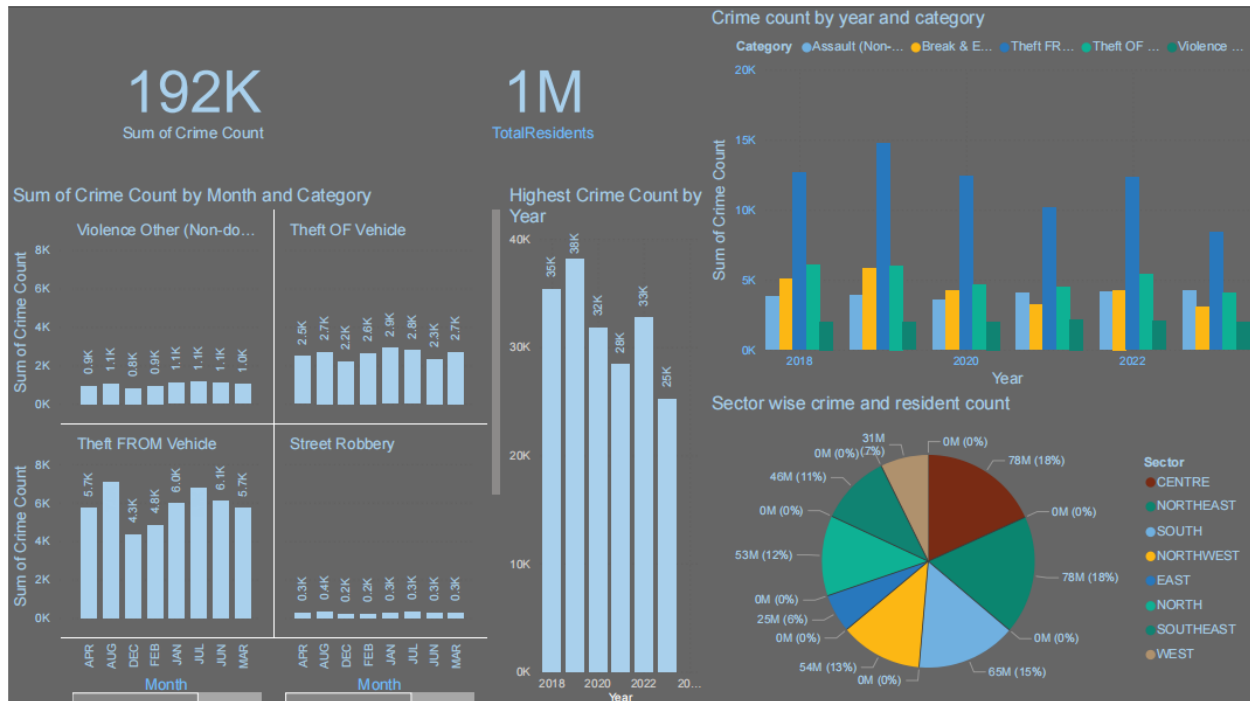 192K
Sum of Crime Count
1M
TotalResidents
Crime count by year and category
Category Assault (Non-... Break & E... Theft FR... Theft OF ... Violence ...
20K
15K
10K
5K
0K
Sum of Crime Count
2018 2020 2022
Year
Sum of Crime Count by Month and Category
Sum of Crime Count
Violence Other (Non-do...
8K
6K
4K
2K
0K
0.9K 1.1K 0.8K 0.9K 1.1K 1.1K 1.1K 1.0K
Theft OF Vehicle
2.5K 2.7K 2.2K 2.6K 2.9K 2.8K 2.3K 2.7K
Sum of Crime Count
Theft FROM Vehicle
8K
6K
4K
2K
0K
5.7K 4.3K 4.8K 6.0K 6.1K 5.7K
Street Robbery
0.3K 0.4K 0.2K 0.2K 0.3K 0.3K 0.3K 0.3K
APR AUG DEC FEB JAN JUL JUN MAR
Month
APR AUG DEC FEB JAN JUL JUN MAR
Month
Highest Crime Count by
Year
40K
30K
20K
10K
0K
35K 38K 32K 28K 33K 25K
2018 2020 2022 20...
Year
Sector wise crime and resident count
0M (0%)
78M (18%)
0M (0%)
78M (18%)
0M (0%)
65M (15%)
0M (0%)
54M (13%)
0M (0%)
25M (6%)
0M (0%)
53M (12%)
0M (0%)
46M (11%)
0M (0%)
31M
(7%)
Sector
CENTRE
NORTHEAST
SOUTH
NORTHWEST
EAST
NORTH
SOUTHEAST
WEST